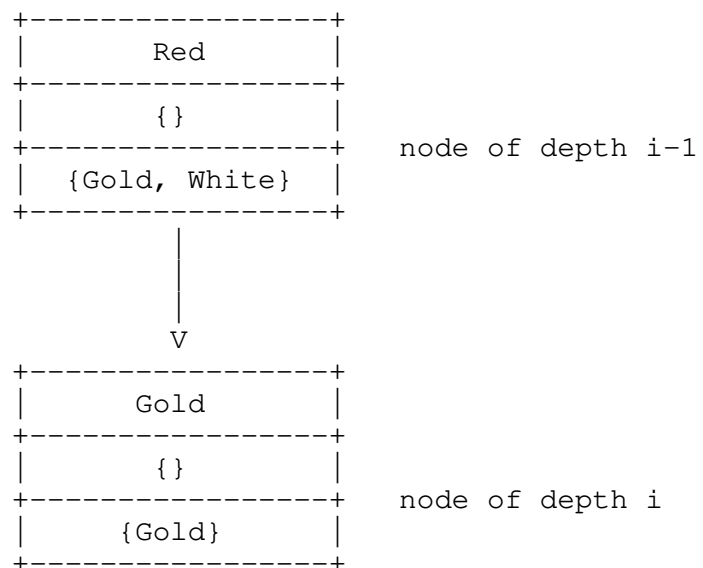 Red
{}
node of depth i-1
{Gold, White}
Gold
{}
node of depth i
{Gold}